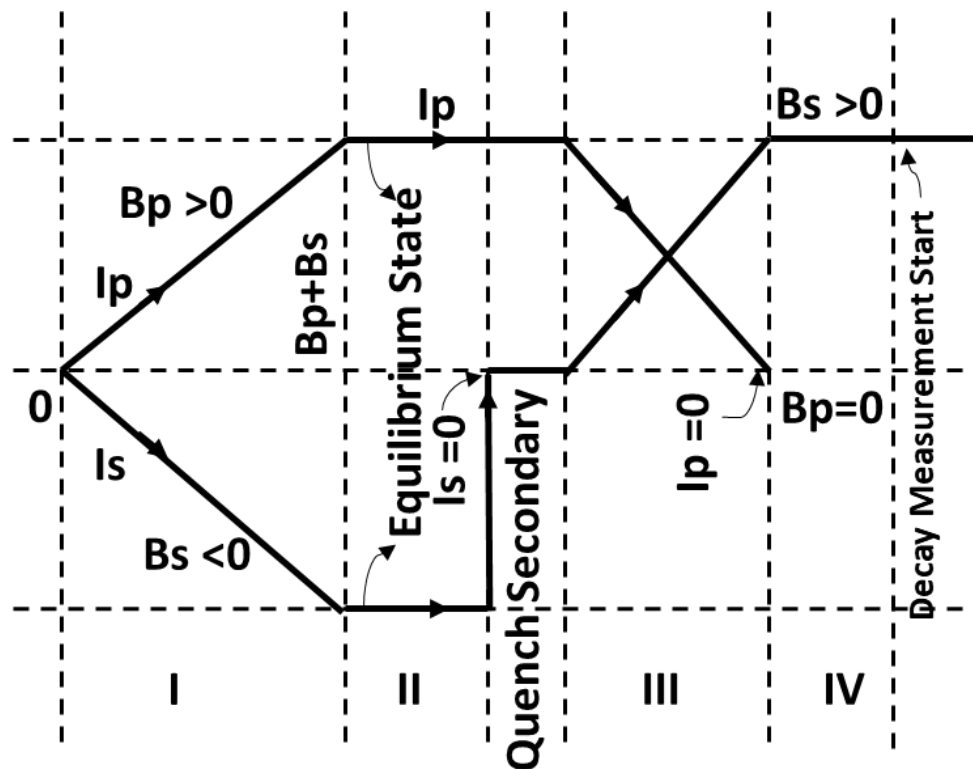 Ip
Bs >0
Bp >0
Ip
Bp+Bs
Equilibrium State
0
Is
Is =0
Quench Secondary
Ip =0
Bp=0
Decay Measurement Start
Bs <0
I
II
III
IV